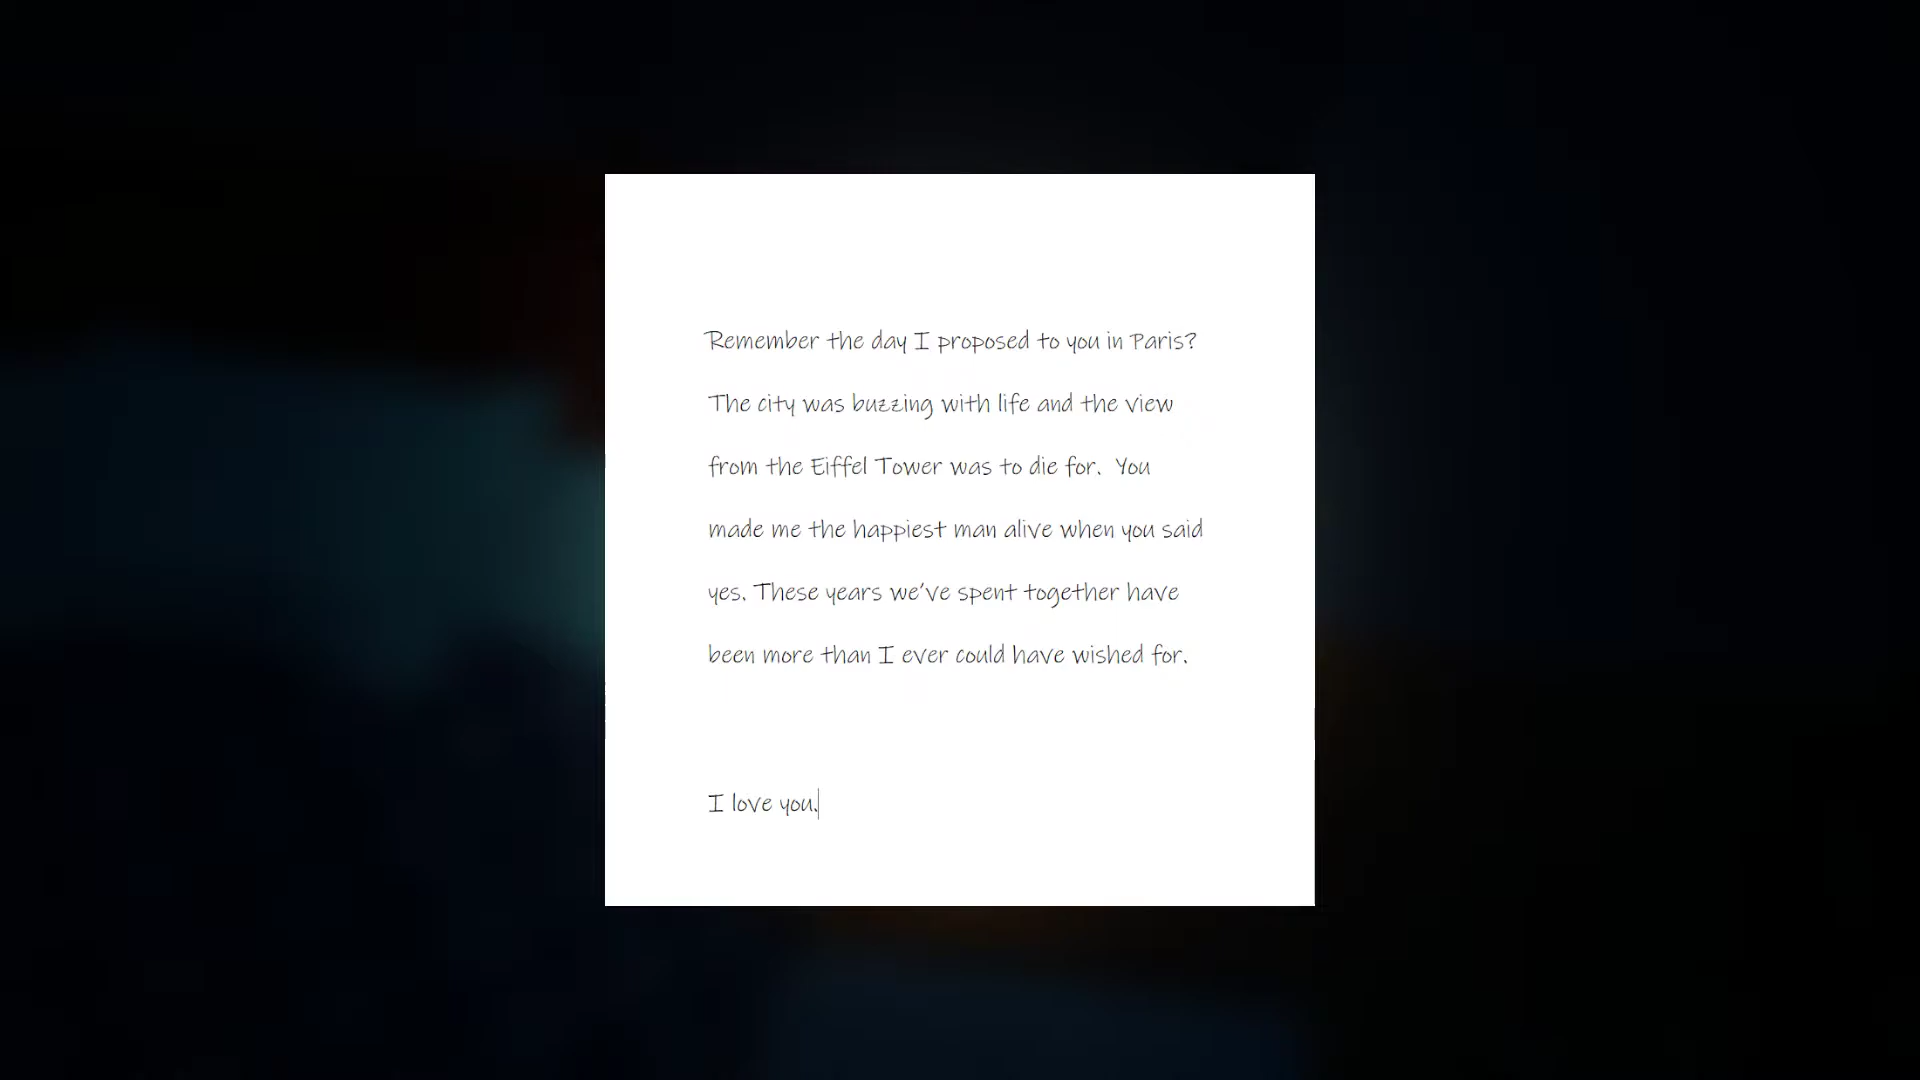 Remember the day I proposed to you in Paris?
The city was buzzing with life and the view
from the Eiffel Tower was to die for.  You
made me the happiest man alive when you said
yes. These years we've spent together have
been more than I ever could have wished for.
I love you.